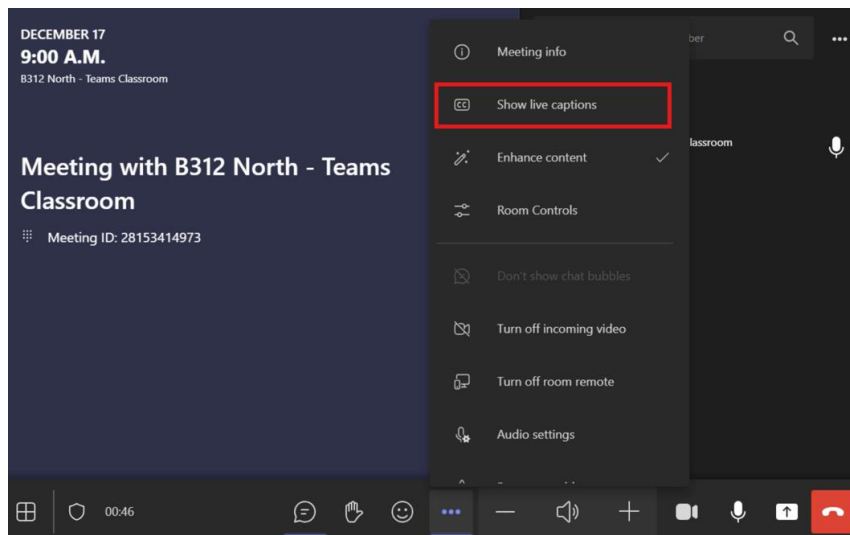 DECEMBER 17
9:00 A.M.
B312 North - Teams Classroom
Meeting with B312 North - Teams
Classroom
Meeting ID: 28153414973
00:46
Meeting info
CC
Show live captions
Enhance content
Room Controls
Don't show chat bubbles
Turn off incoming video
Turn off room remote
Audio settings
ber
lassroom